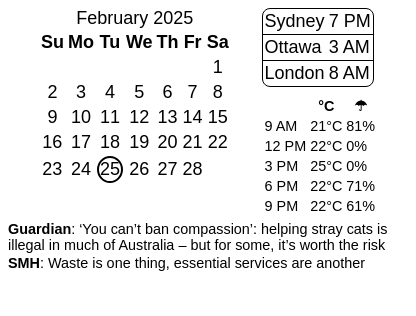 February 2025
Su Mo Tu We Th Fr Sa
1
2 3 4 5 6 7 8
9 10 11 12 13 14 15
16 17 18 19 20 21 22
23 24 25 26 27 28
Sydney 7 PM
Ottawa 3 AM
London 8 AM
°C ☂
9 AM 21°C 81%
12 PM 22°C 0%
3 PM 25°C 0%
6 PM 22°C 71%
9 PM 22°C 61%
Guardian: ‘You can’t ban compassion’: helping stray cats is
illegal in much of Australia – but for some, it’s worth the risk
SMH: Waste is one thing, essential services are another